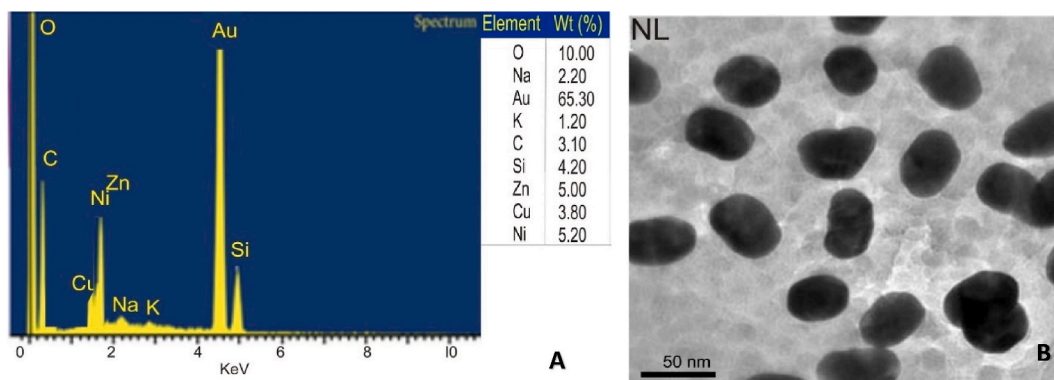 Spectrum
Element Wt (%)
O 10.00
Na 2.20
Au 65.30
K 1.20
C 3.10
Si 4.20
Zn 5.00
Cu 3.80
Ni 5.20
O
C
Au
Ni
Zn
Si
Cu
Na
K
0 2 4 6 8 10
KeV
A
NL
50 nm
B